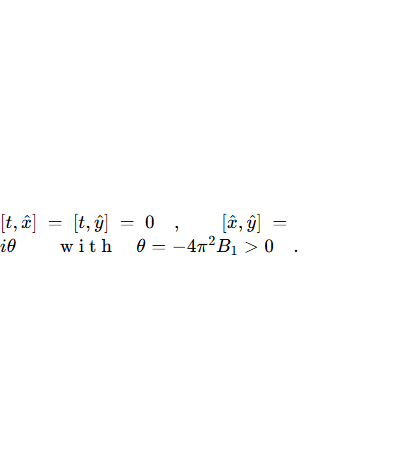 [t, x̂] = [t, ŷ] = 0 , [x̂, ŷ] =
iθ with θ = −4π²B₁ > 0 .